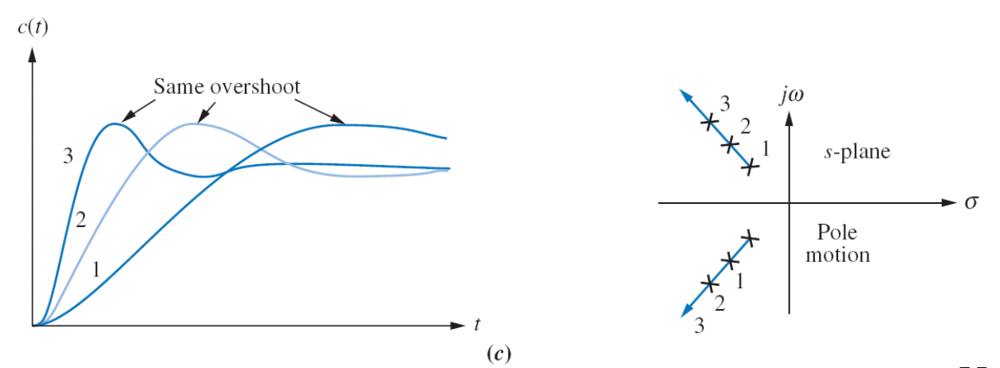 c(t)
Same overshoot
3
2
1
t
jω
3
2
1
s-plane
σ
Pole
motion
1
2
3
(c)